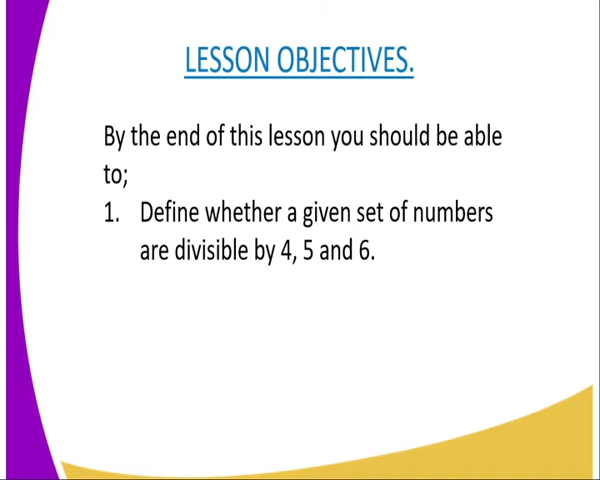 LESSON OBJECTIVES.
By the end of this lesson you should be able
to;
1. Define whether a given set of numbers
are divisible by 4, 5 and 6.